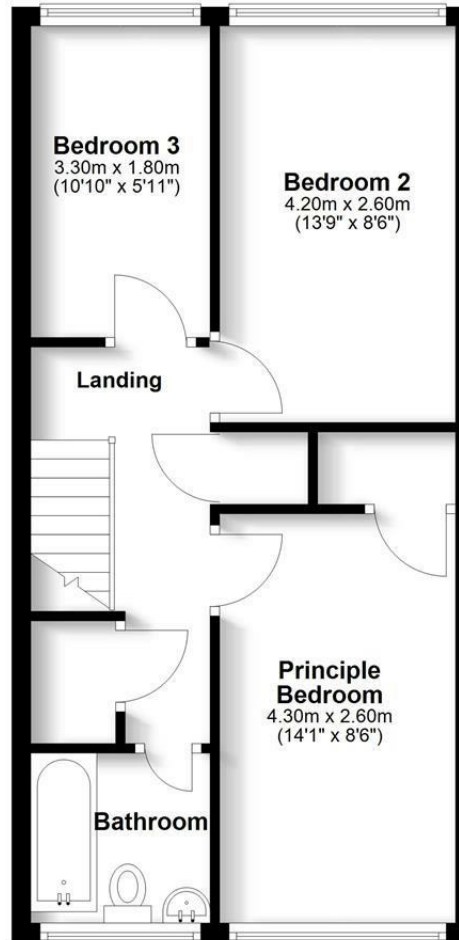 Bedroom 3
3.30m x 1.80m
(10'10" x 5'11")
Bedroom 2
4.20m x 2.60m
(13'9" x 8'6")
Landing
Principle
Bedroom
4.30m x 2.60m
(14'1" x 8'6")
Bathroom